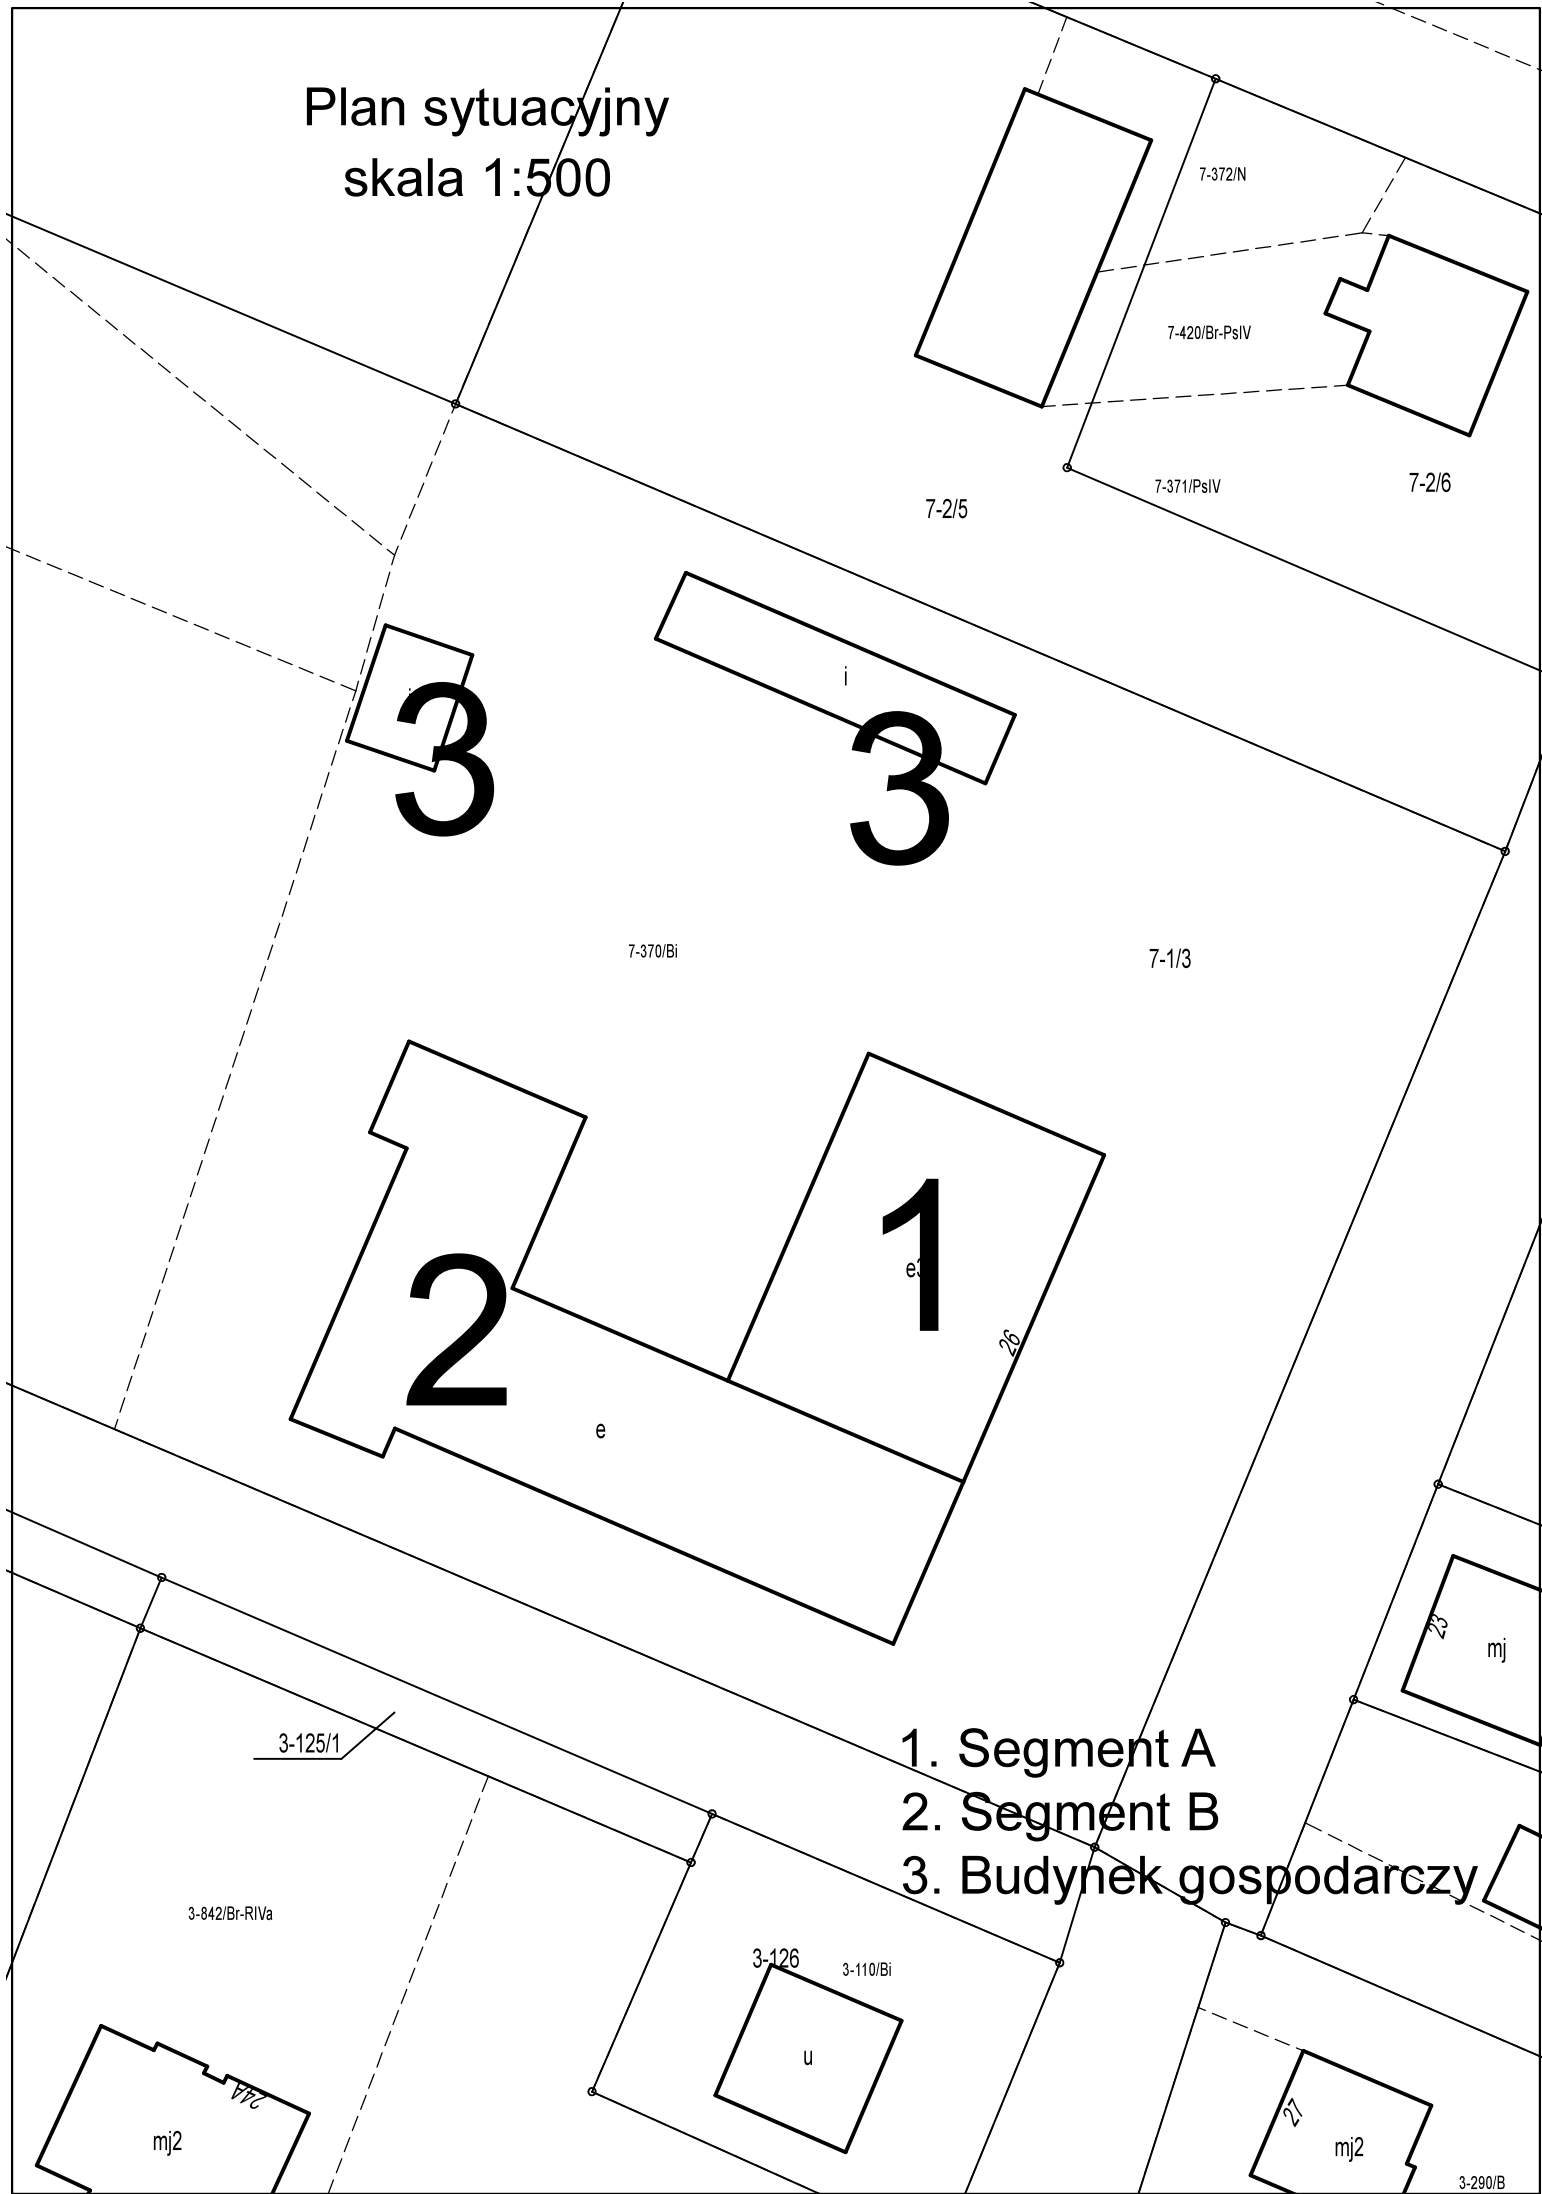 Plan sytuacyjny
skala 1:500
7-372/N
7-420/Br-PsIV
7-371/PsIV
7-2/6
7-2/5
i
3
3
7-370/Bi
7-1/3
1
26
2
e
23
mj
3-125/1
1. Segment A
2. Segment B
3. Budynek gospodarczy
3-842/Br-RIVa
3-126
3-110/Bi
u
24A
mj2
27
mj2
3-290/B